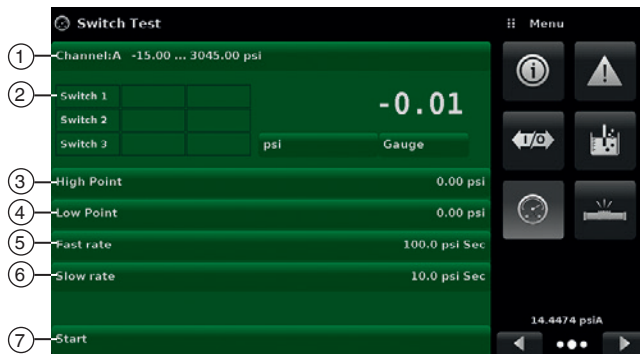 Switch Test
Menu
1 Channel:A -15.00 ... 3045.00 psi
2 Switch 1
-0.01
Switch 2
Switch 3
psi Gauge
I/O
3 High Point 0.00 psi
4 Low Point 0.00 psi
5 Fast rate 100.0 psi Sec
6 Slow rate 10.0 psi Sec
14.4474 psiA
7 Start